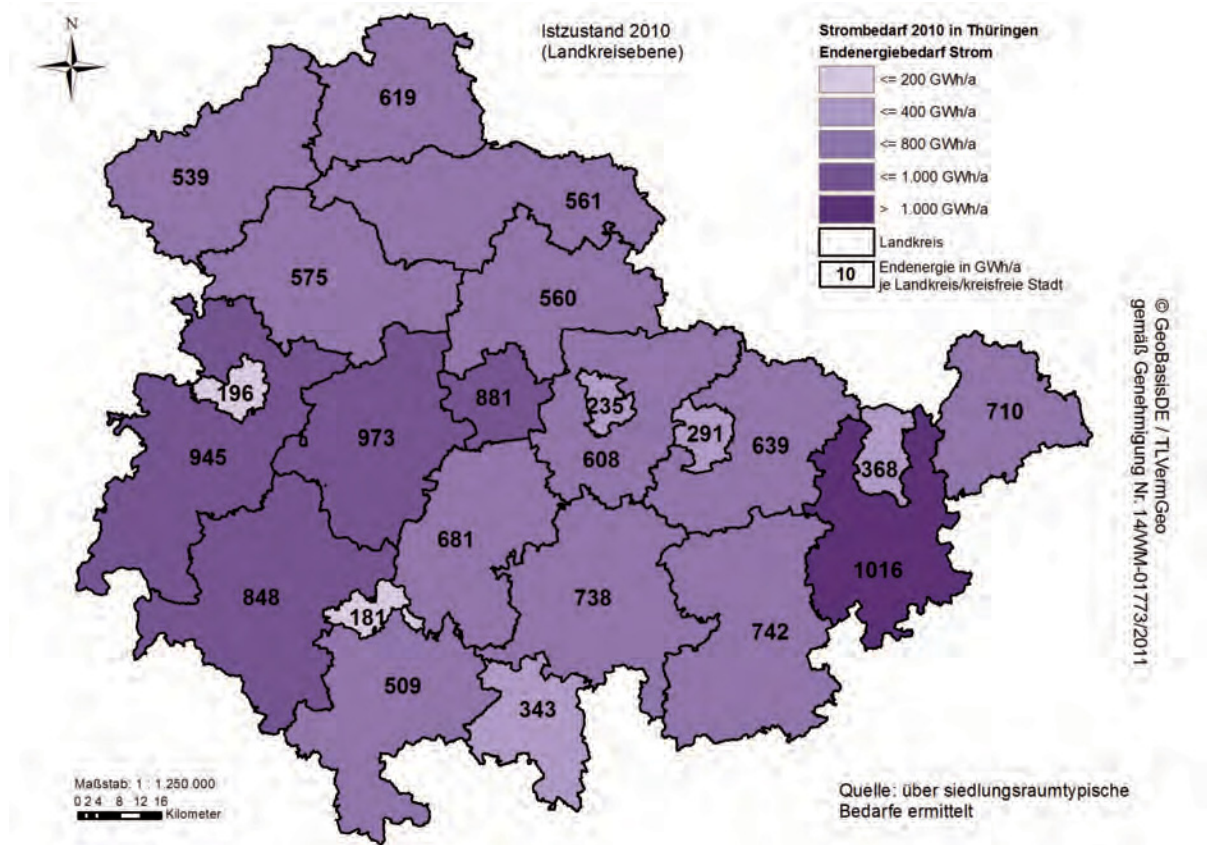 N
Istzustand 2010
(Landkreisebene)
Strombedarf 2010 in Thüringen
Endenergiebedarf Strom
<= 200 GWh/a
<= 400 GWh/a
<= 800 GWh/a
<= 1.000 GWh/a
> 1.000 GWh/a
Landkreis
10 Endenergie in GWh/a
je Landkreis/kreisfreie Stadt
619
539
561
575
560
196
881
235
710
945
973
291
639
608
368
681
1016
848
738
181
742
509
343
© GeoBasisDE / TLVermGeo
gemäß Genehmigung Nr. 14/WM-01773/2011
Maßstab: 1 : 1.250.000
0 2 4 8 12 16
Kilometer
Quelle: über siedlungsraumtypische
Bedarfe ermittelt